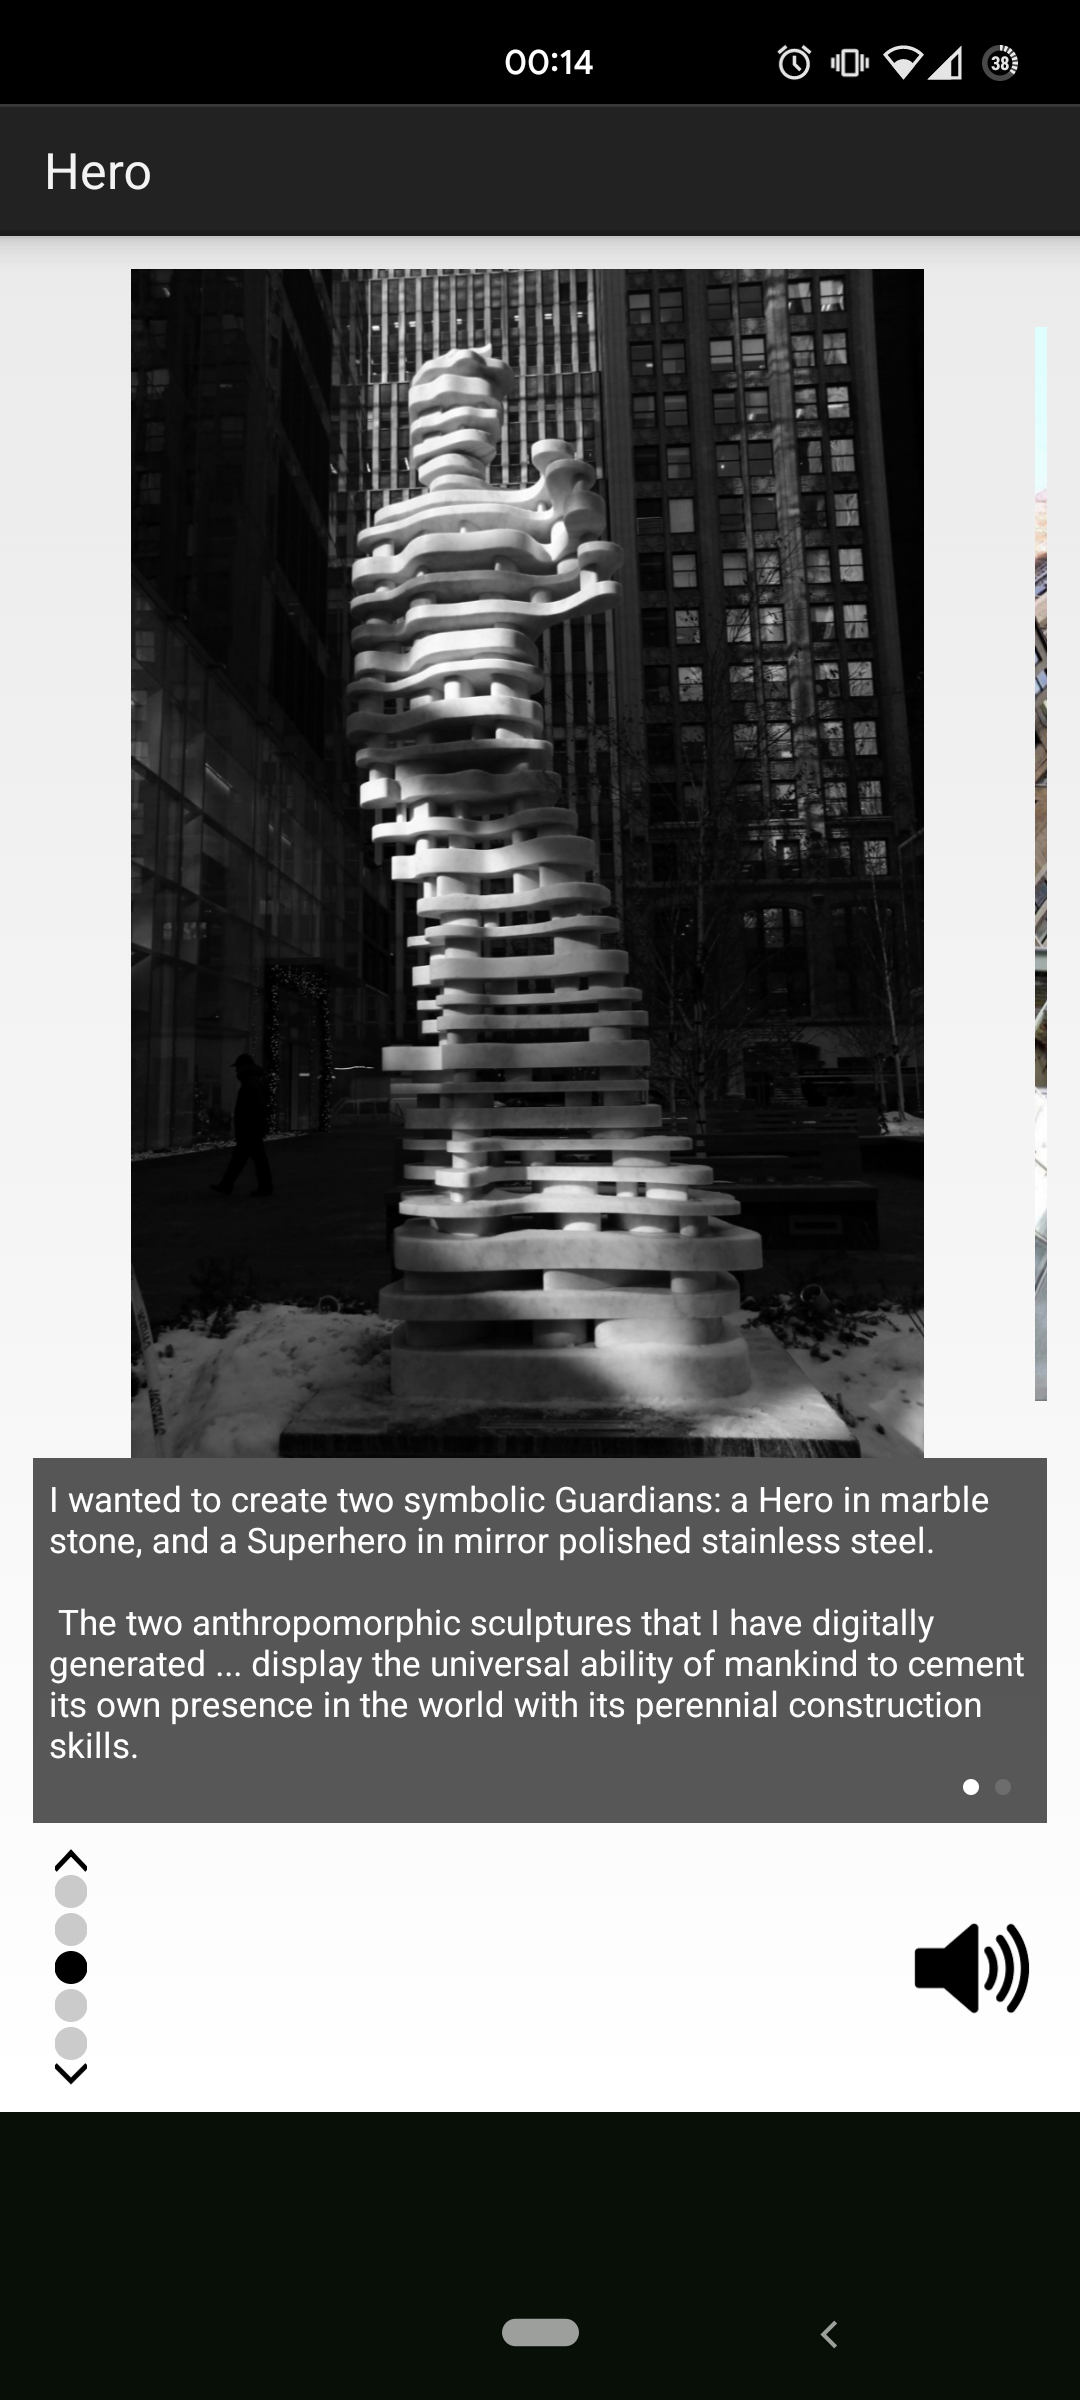 00:14
38
Hero
I wanted to create two symbolic Guardians: a Hero in marble
stone, and a Superhero in mirror polished stainless steel.
The two anthropomorphic sculptures that I have digitally
generated ... display the universal ability of mankind to cement
its own presence in the world with its perennial construction
skills.